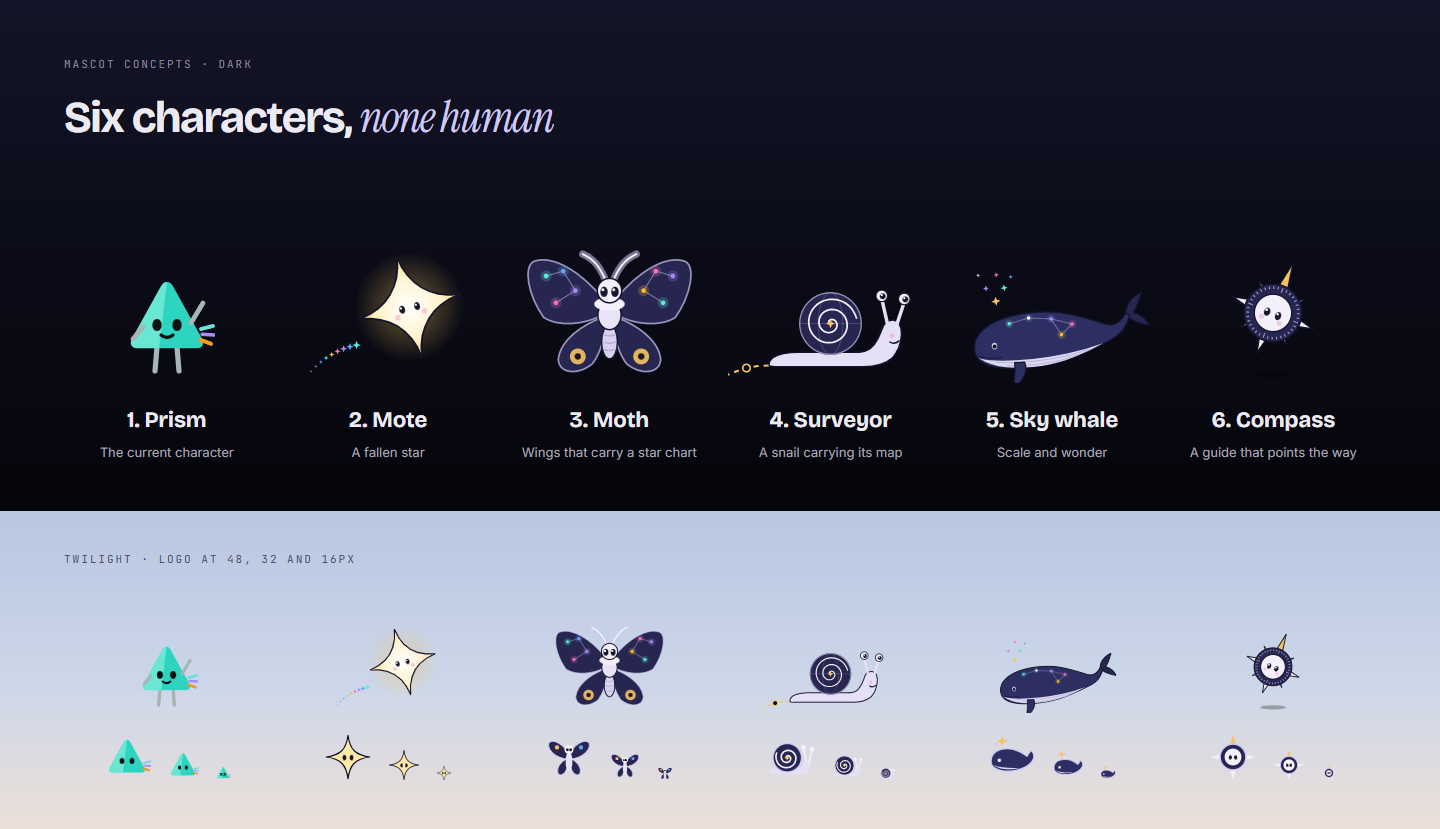 MASCOT CONCEPTS · DARK
Six characters, none human
1. Prism
The current character
2. Mote
A fallen star
3. Moth
Wings that carry a star chart
4. Surveyor
A snail carrying its map
5. Sky whale
Scale and wonder
6. Compass
A guide that points the way
TWILIGHT · LOGO AT 48, 32 AND 16PX